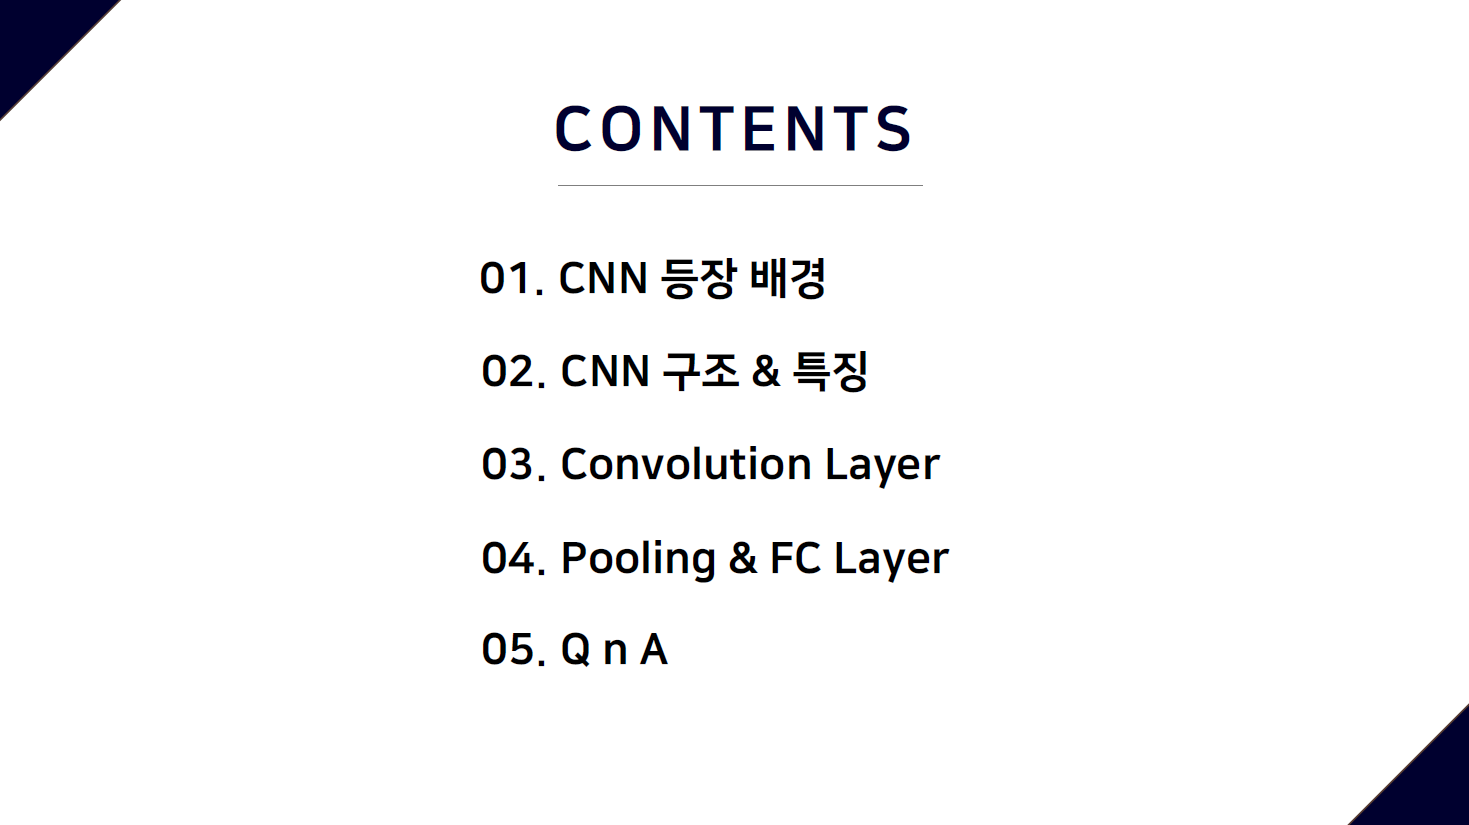 CONTENTS
01. CNN 등장 배경
02. CNN 구조 & 특징
03. Convolution Layer
04. Pooling & FC Layer
05. Q n A